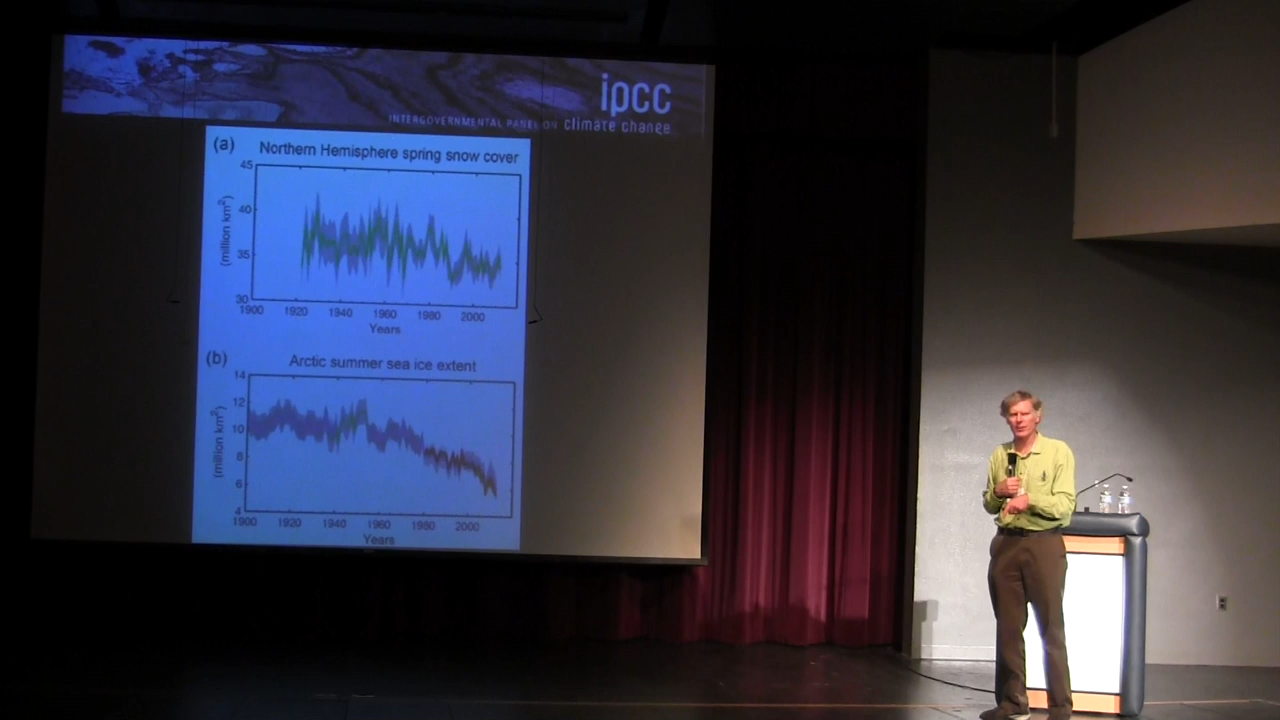 ipcc
INTERGOVERNMENTAL PANEL ON climate change
(a) Northern Hemisphere spring snow cover
45
40
35
30
(million km²)
1900 1920 1940 1960 1980 2000
Years
(b) Arctic summer sea ice extent
14
12
10
8
6
4
(million km²)
1900 1920 1940 1960 1980 2000
Years